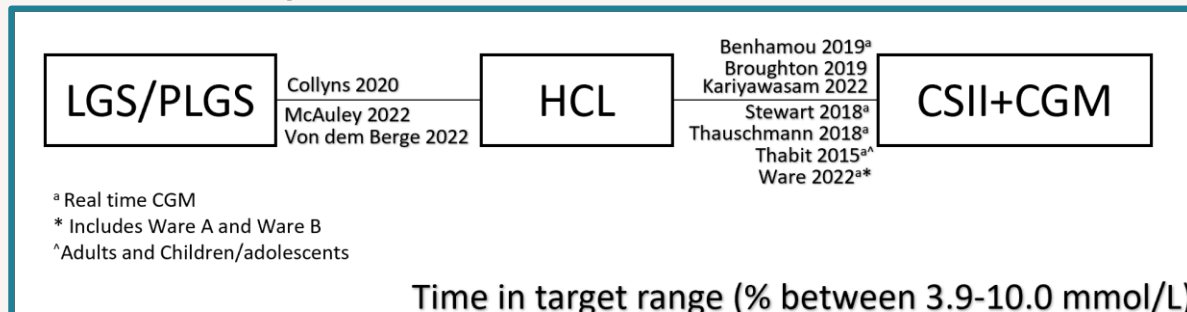 LGS/PLGS
Collyns 2020
McAuley 2022
Von dem Berge 2022
HCL
Benhamou 2019ᵃ
Broughton 2019
Kariyawasam 2022
Stewart 2018ᵃ
Thauschmann 2018ᵃ
Thabit 2015ᵃ^
Ware 2022ᵃ*
CSII+CGM
ᵃ Real time CGM
* Includes Ware A and Ware B
^Adults and Children/adolescents
Time in target range (% between 3.9-10.0 mmol/L)